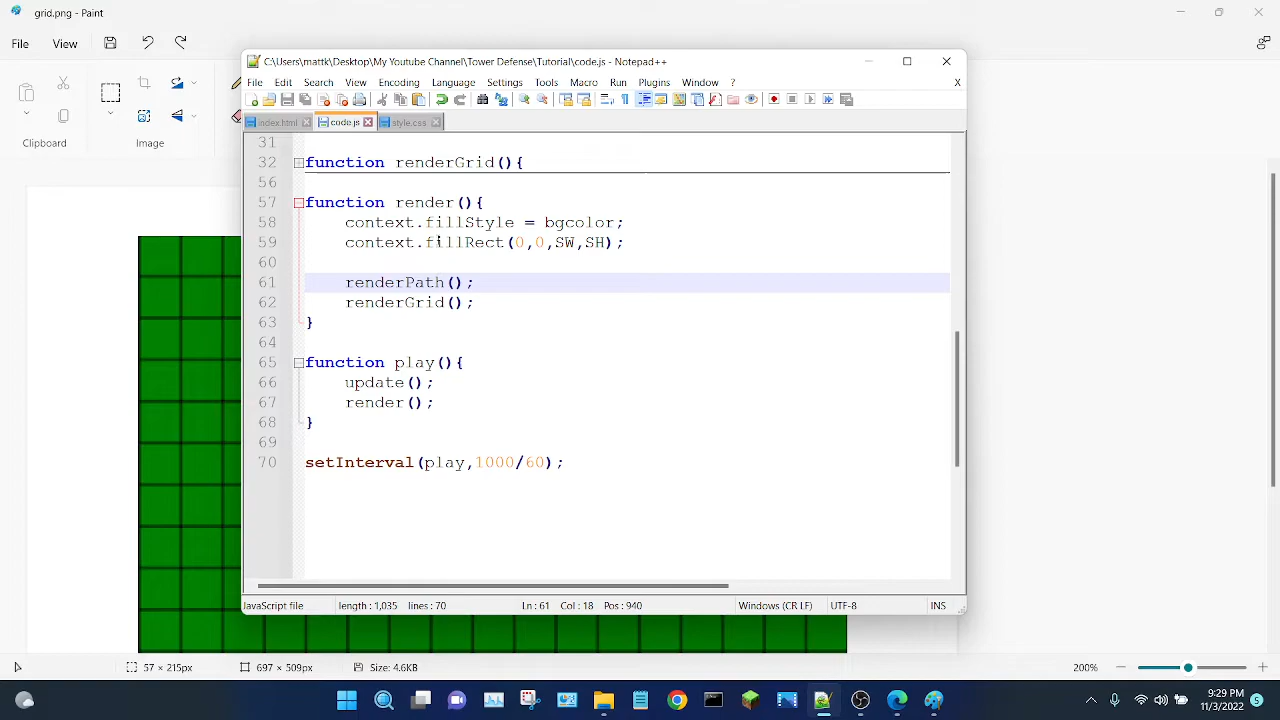 grid.png - Paint
File
View
C:\Users\mattk\Desktop\My Youtube Channel\Tower Defense\Tutorial\code.js - Notepad++
File Edit Search View Encoding Language Settings Tools Macro Run Plugins Window ?
X
Clipboard
Image
index.html
code.js
style.css
31
32 function renderGrid(){
56
57 function render(){
58 context.fillStyle = bgcolor;
59 context.fillRect(0,0,SW,SH);
60
61 renderPath();
62 renderGrid();
63 }
64
65 function play(){
66 update();
67 render();
68 }
69
70 setInterval(play,1000/60);
JavaScript file
length : 1,035 lines : 70
Ln : 61 Col : 18 Pos : 940
Windows (CR LF)
UTF-8
INS
57 × 215px
697 × 509px
Size: 4.6KB
200%
9:29 PM
11/3/2022
5